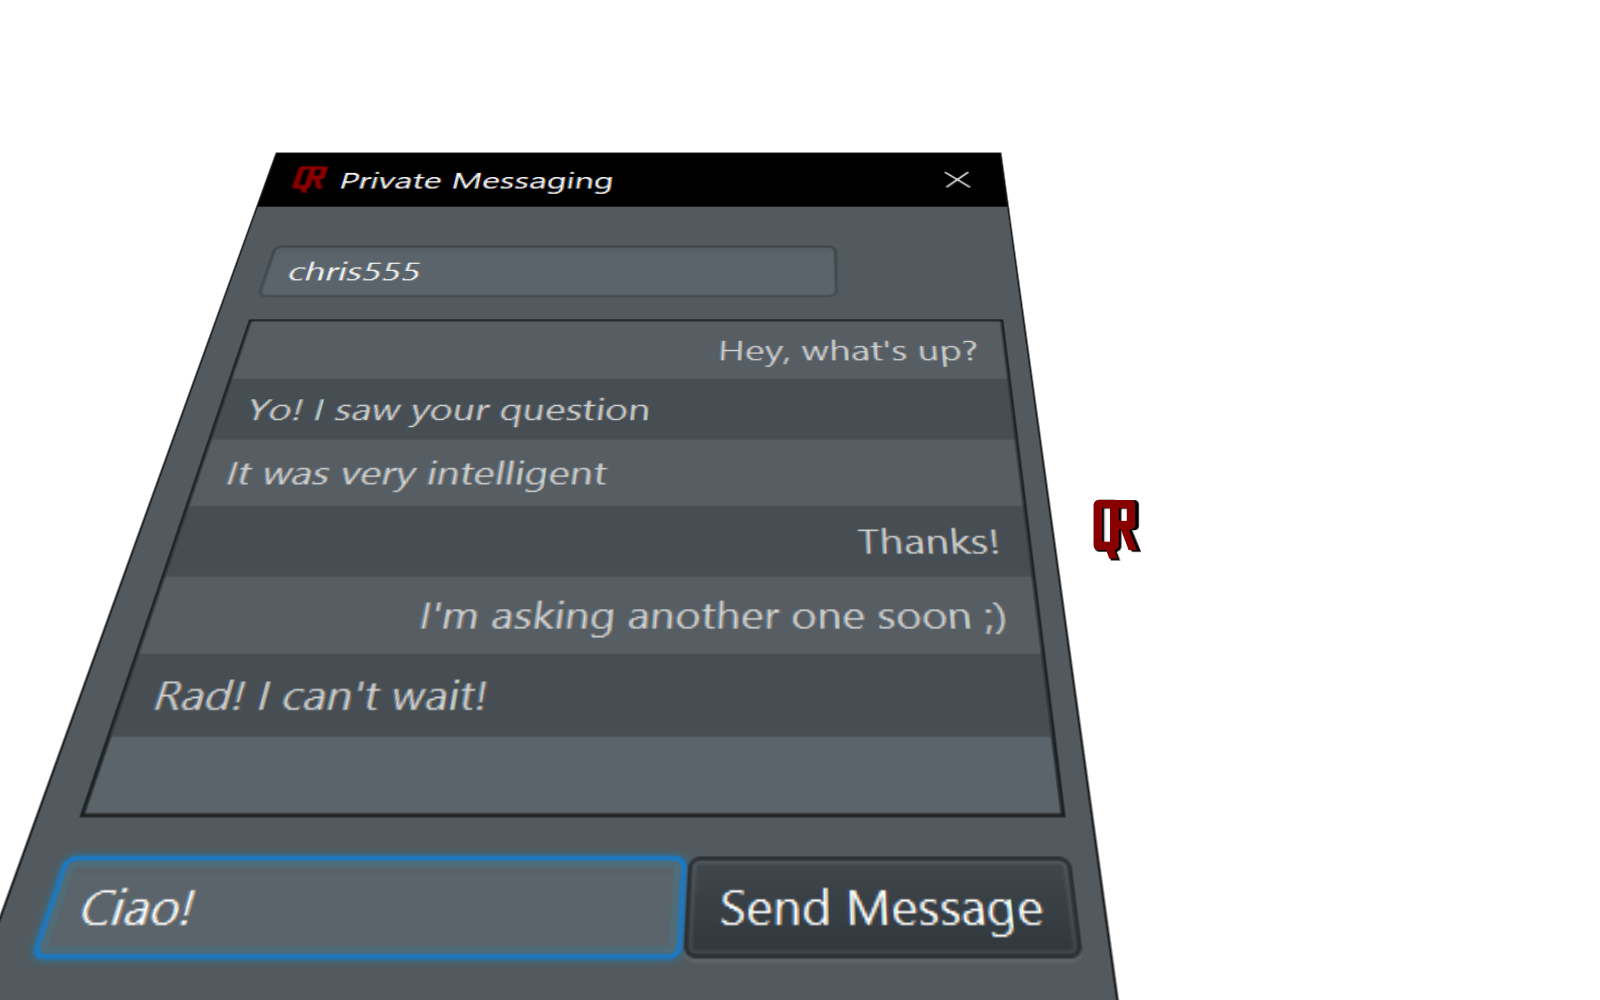 QR Private Messaging
chris555
Hey, what's up?
Yo! I saw your question
It was very intelligent
Thanks!
I'm asking another one soon ;)
Rad! I can't wait!
Ciao!
Send Message
QR